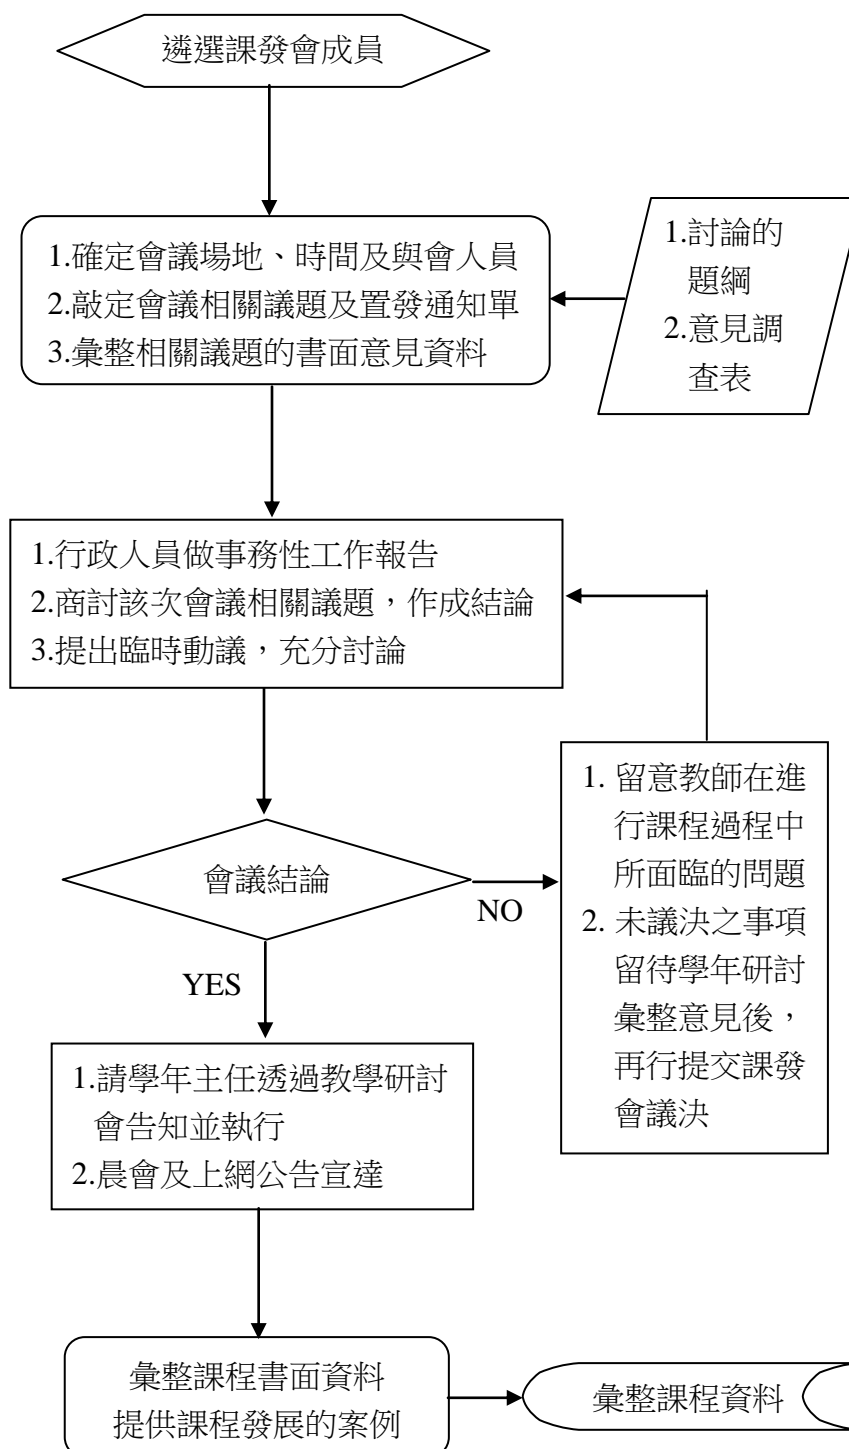 遴選課發會成員
1.確定會議場地、時間及與會人員
2.敲定會議相關議題及置發通知單
3.彙整相關議題的書面意見資料
1.討論的
題綱
2.意見調
查表
1.行政人員做事務性工作報告
2.商討該次會議相關議題，作成結論
3.提出臨時動議，充分討論
會議結論
NO
YES
1. 留意教師在進
行課程過程中
所面臨的問題
2. 未議決之事項
留待學年研討
彙整意見後，
再行提交課發
會議決
1.請學年主任透過教學研討
會告知並執行
2.晨會及上網公告宣達
彙整課程書面資料
提供課程發展的案例
彙整課程資料